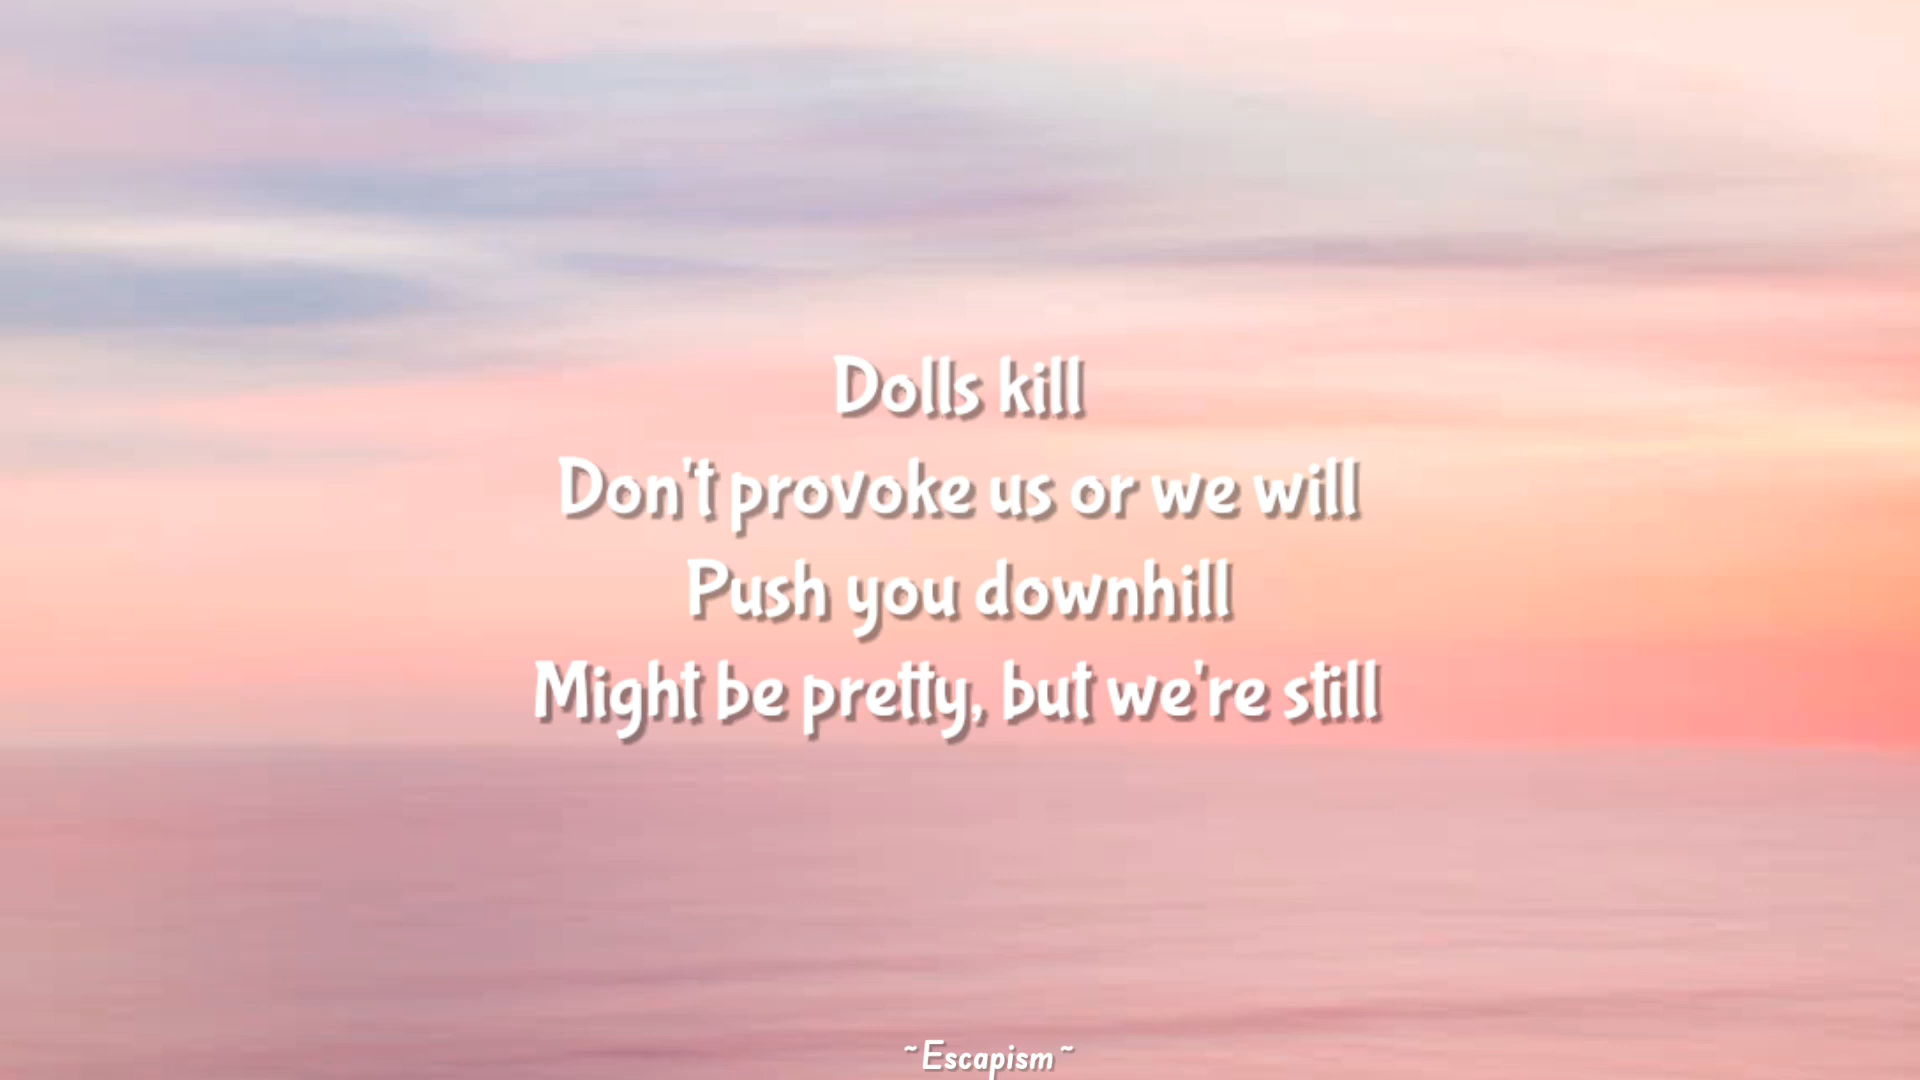 Dolls kill
Don't provoke us or we will
Push you downhill
Might be pretty, but we're still
~Escapism~